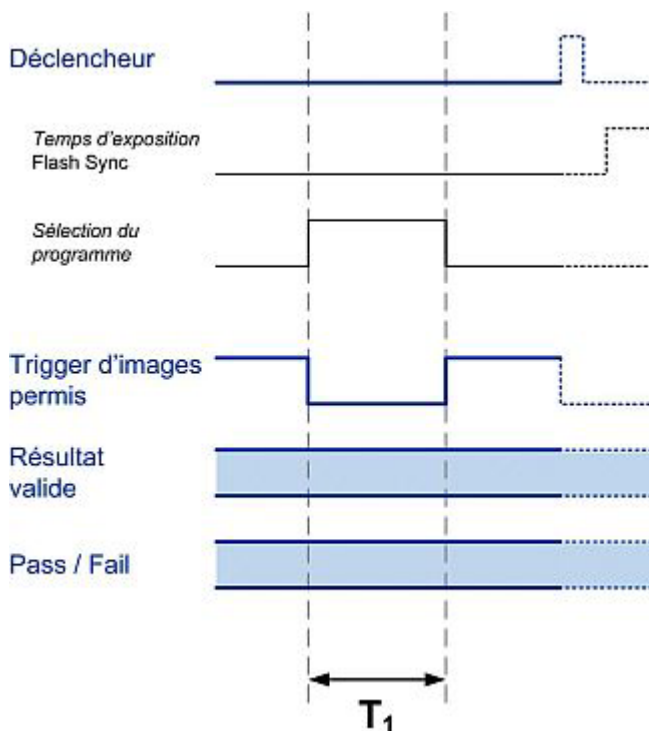 Déclencheur
Temps d'exposition
Flash Sync
Sélection du
programme
Trigger d'images
permis
Résultat
valide
Pass / Fail
T₁